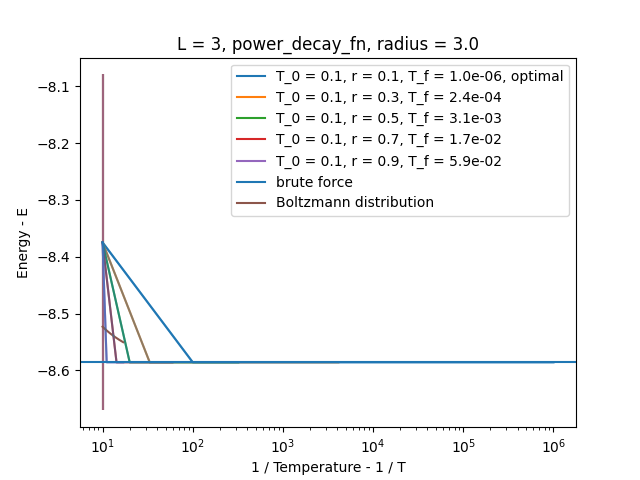 L = 3, power_decay_fn, radius = 3.0
T_0 = 0.1, r = 0.1, T_f = 1.0e-06, optimal
T_0 = 0.1, r = 0.3, T_f = 2.4e-04
T_0 = 0.1, r = 0.5, T_f = 3.1e-03
T_0 = 0.1, r = 0.7, T_f = 1.7e-02
T_0 = 0.1, r = 0.9, T_f = 5.9e-02
brute force
Boltzmann distribution
Energy - E
−8.1
−8.2
−8.3
−8.4
−8.5
−8.6
10¹ 10² 10³ 10⁴ 10⁵ 10⁶
1 / Temperature - 1 / T